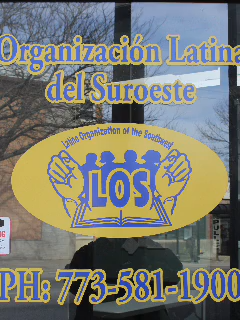 Organización Latina
del Suroeste
Latino Organization of the Southwest
LOS
PH: 773-581-1900